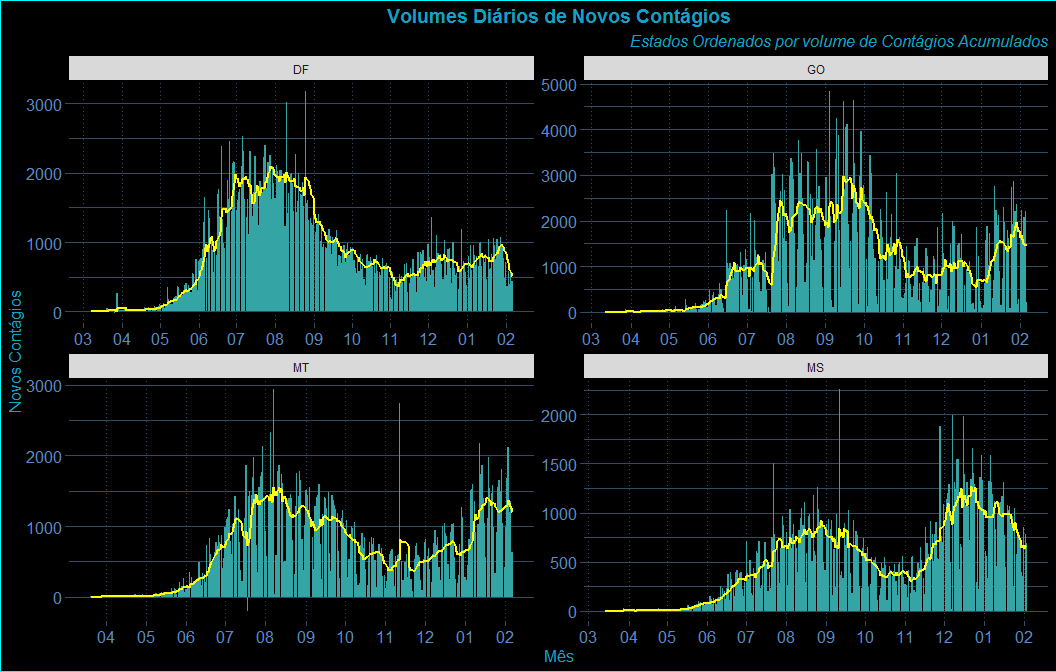 Volumes Diários de Novos Contágios
Estados Ordenados por volume de Contágios Acumulados
DF
3000
2000
1000
0
03 04 05 06 07 08 09 10 11 12 01 02
GO
5000
4000
3000
2000
1000
0
03 04 05 06 07 08 09 10 11 12 01 02
Novos Contágios
MT
3000
2000
1000
0
04 05 06 07 08 09 10 11 12 01 02
MS
2000
1500
1000
500
0
03 04 05 06 07 08 09 10 11 12 01 02
Mês